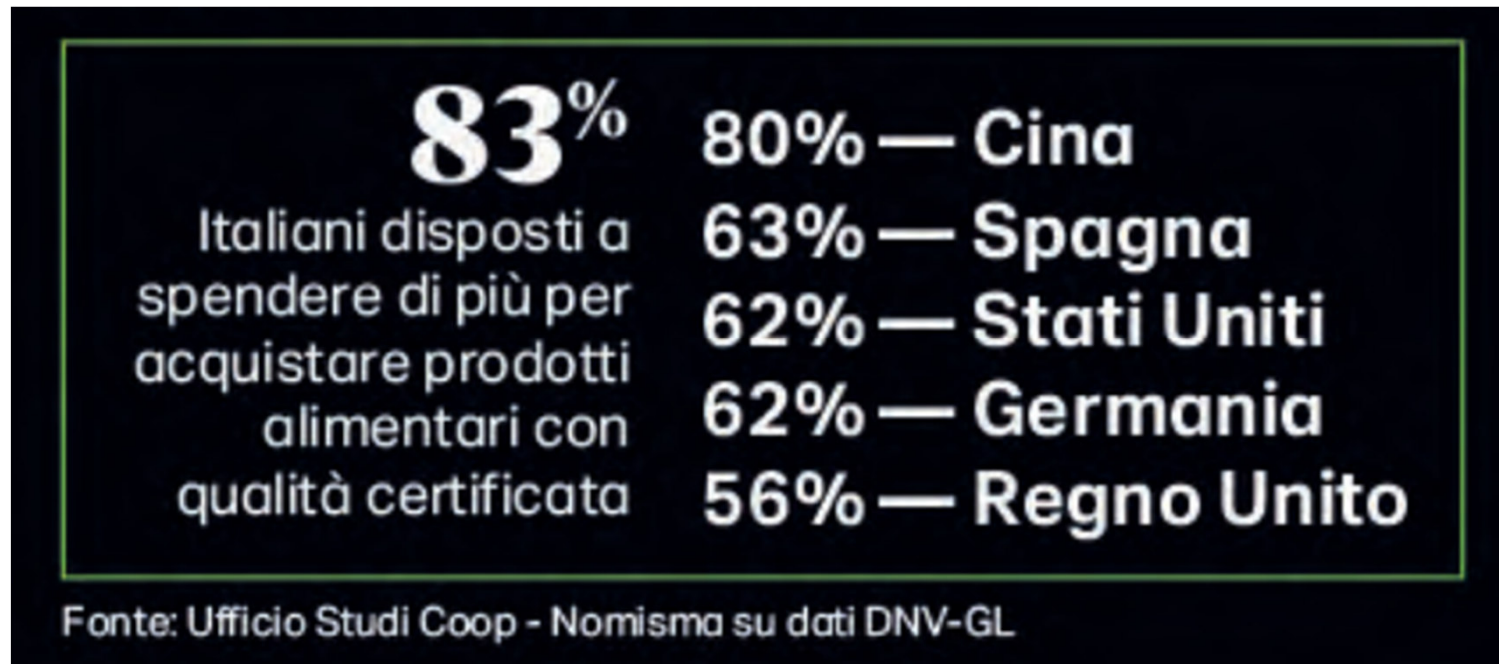 83%
Italiani disposti a
spendere di più per
acquistare prodotti
alimentari con
qualità certificata
80% — Cina
63% — Spagna
62% — Stati Uniti
62% — Germania
56% — Regno Unito
Fonte: Ufficio Studi Coop - Nomisma su dati DNV-GL